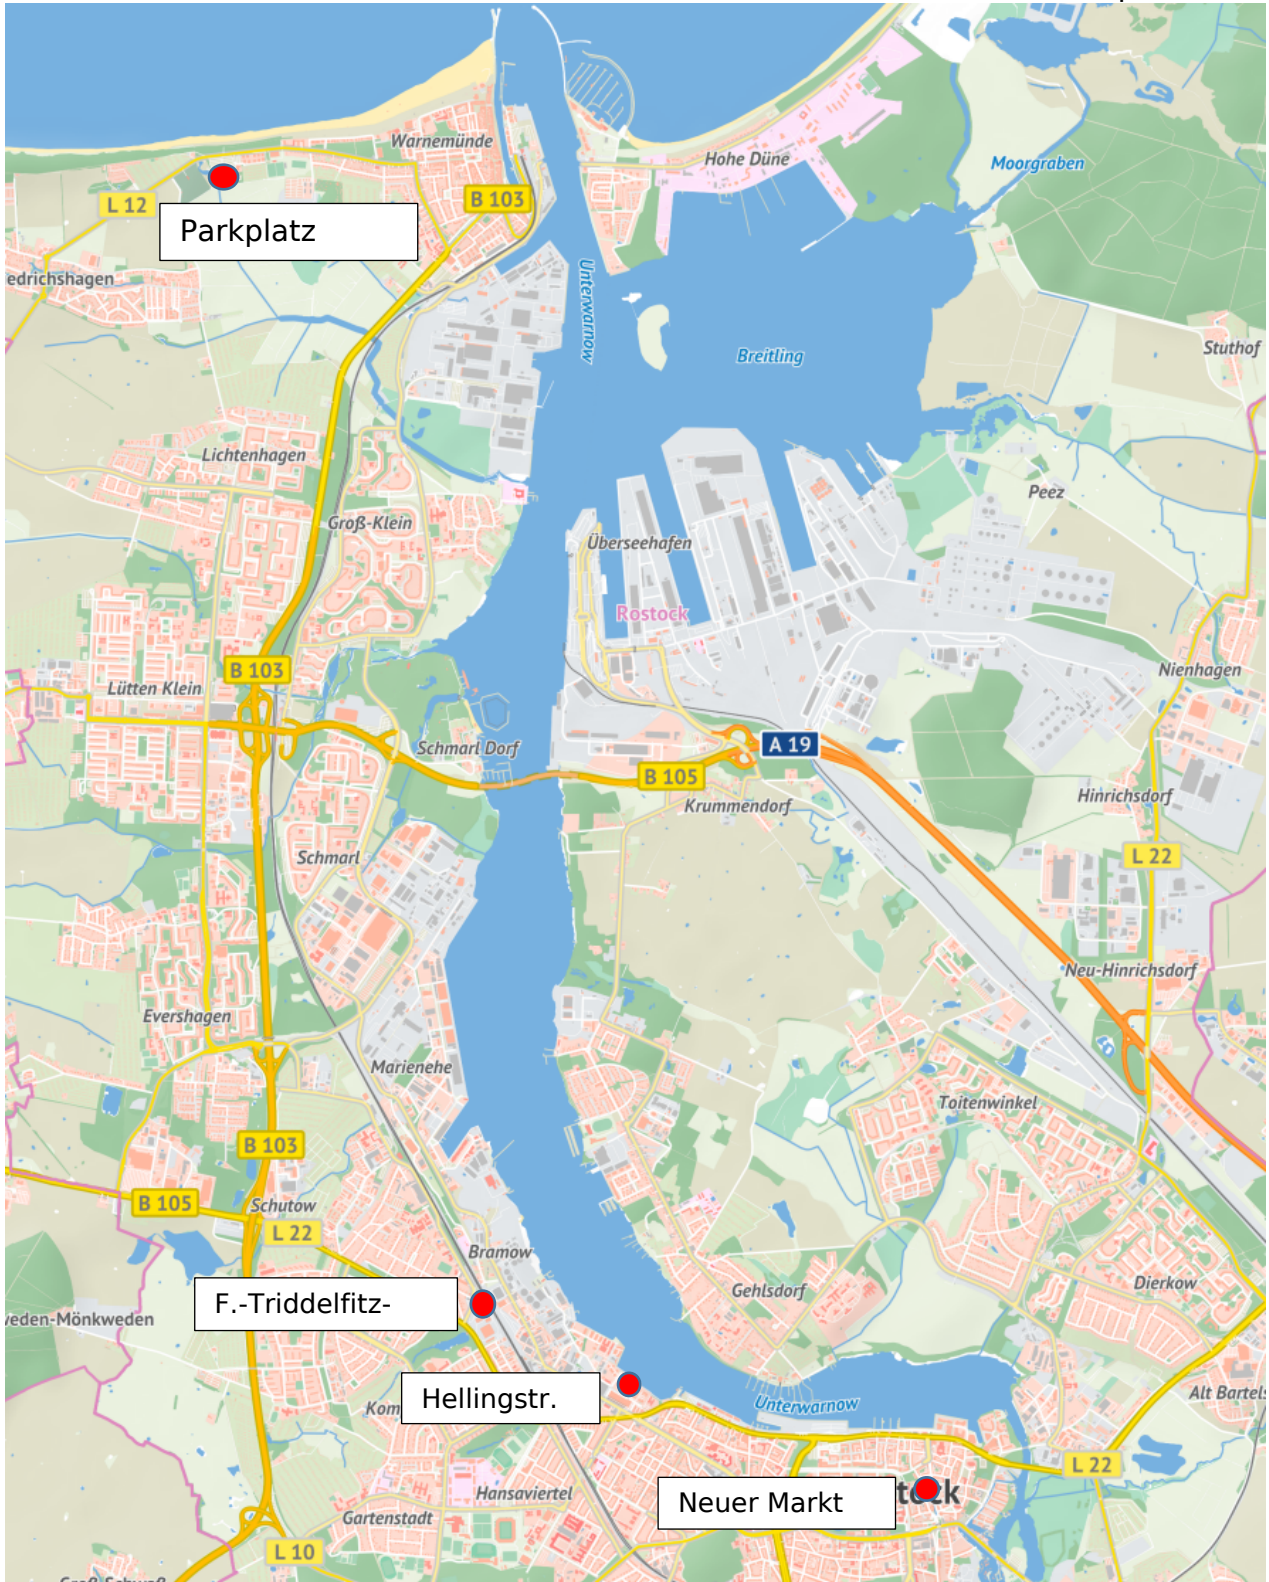 Warnemünde
Hohe Düne
Moorgraben
B 103
L 12
Parkplatz
edrichshagen
Unterwarnow
Breitling
Stuthof
Lichtenhagen
Peez
Groß-Klein
Überseehafen
Rostock
Nienhagen
B 103
Lütten Klein
Schmarl Dorf
A 19
B 105
Krummendorf
Hinrichsdorf
Schmarl
L 22
Neu-Hinrichsdorf
Evershagen
Marienehe
Toitenwinkel
B 103
B 105
Schutow
L 22
Bramow
Gehlsdorf
Dierkow
F.-Triddelfitz-
veden-Mönkweden
Hellingstr.
Kom
Unterwarnow
Alt Bartels
L 22
Hansaviertel
Neuer Markt
tock
Gartenstadt
L 10